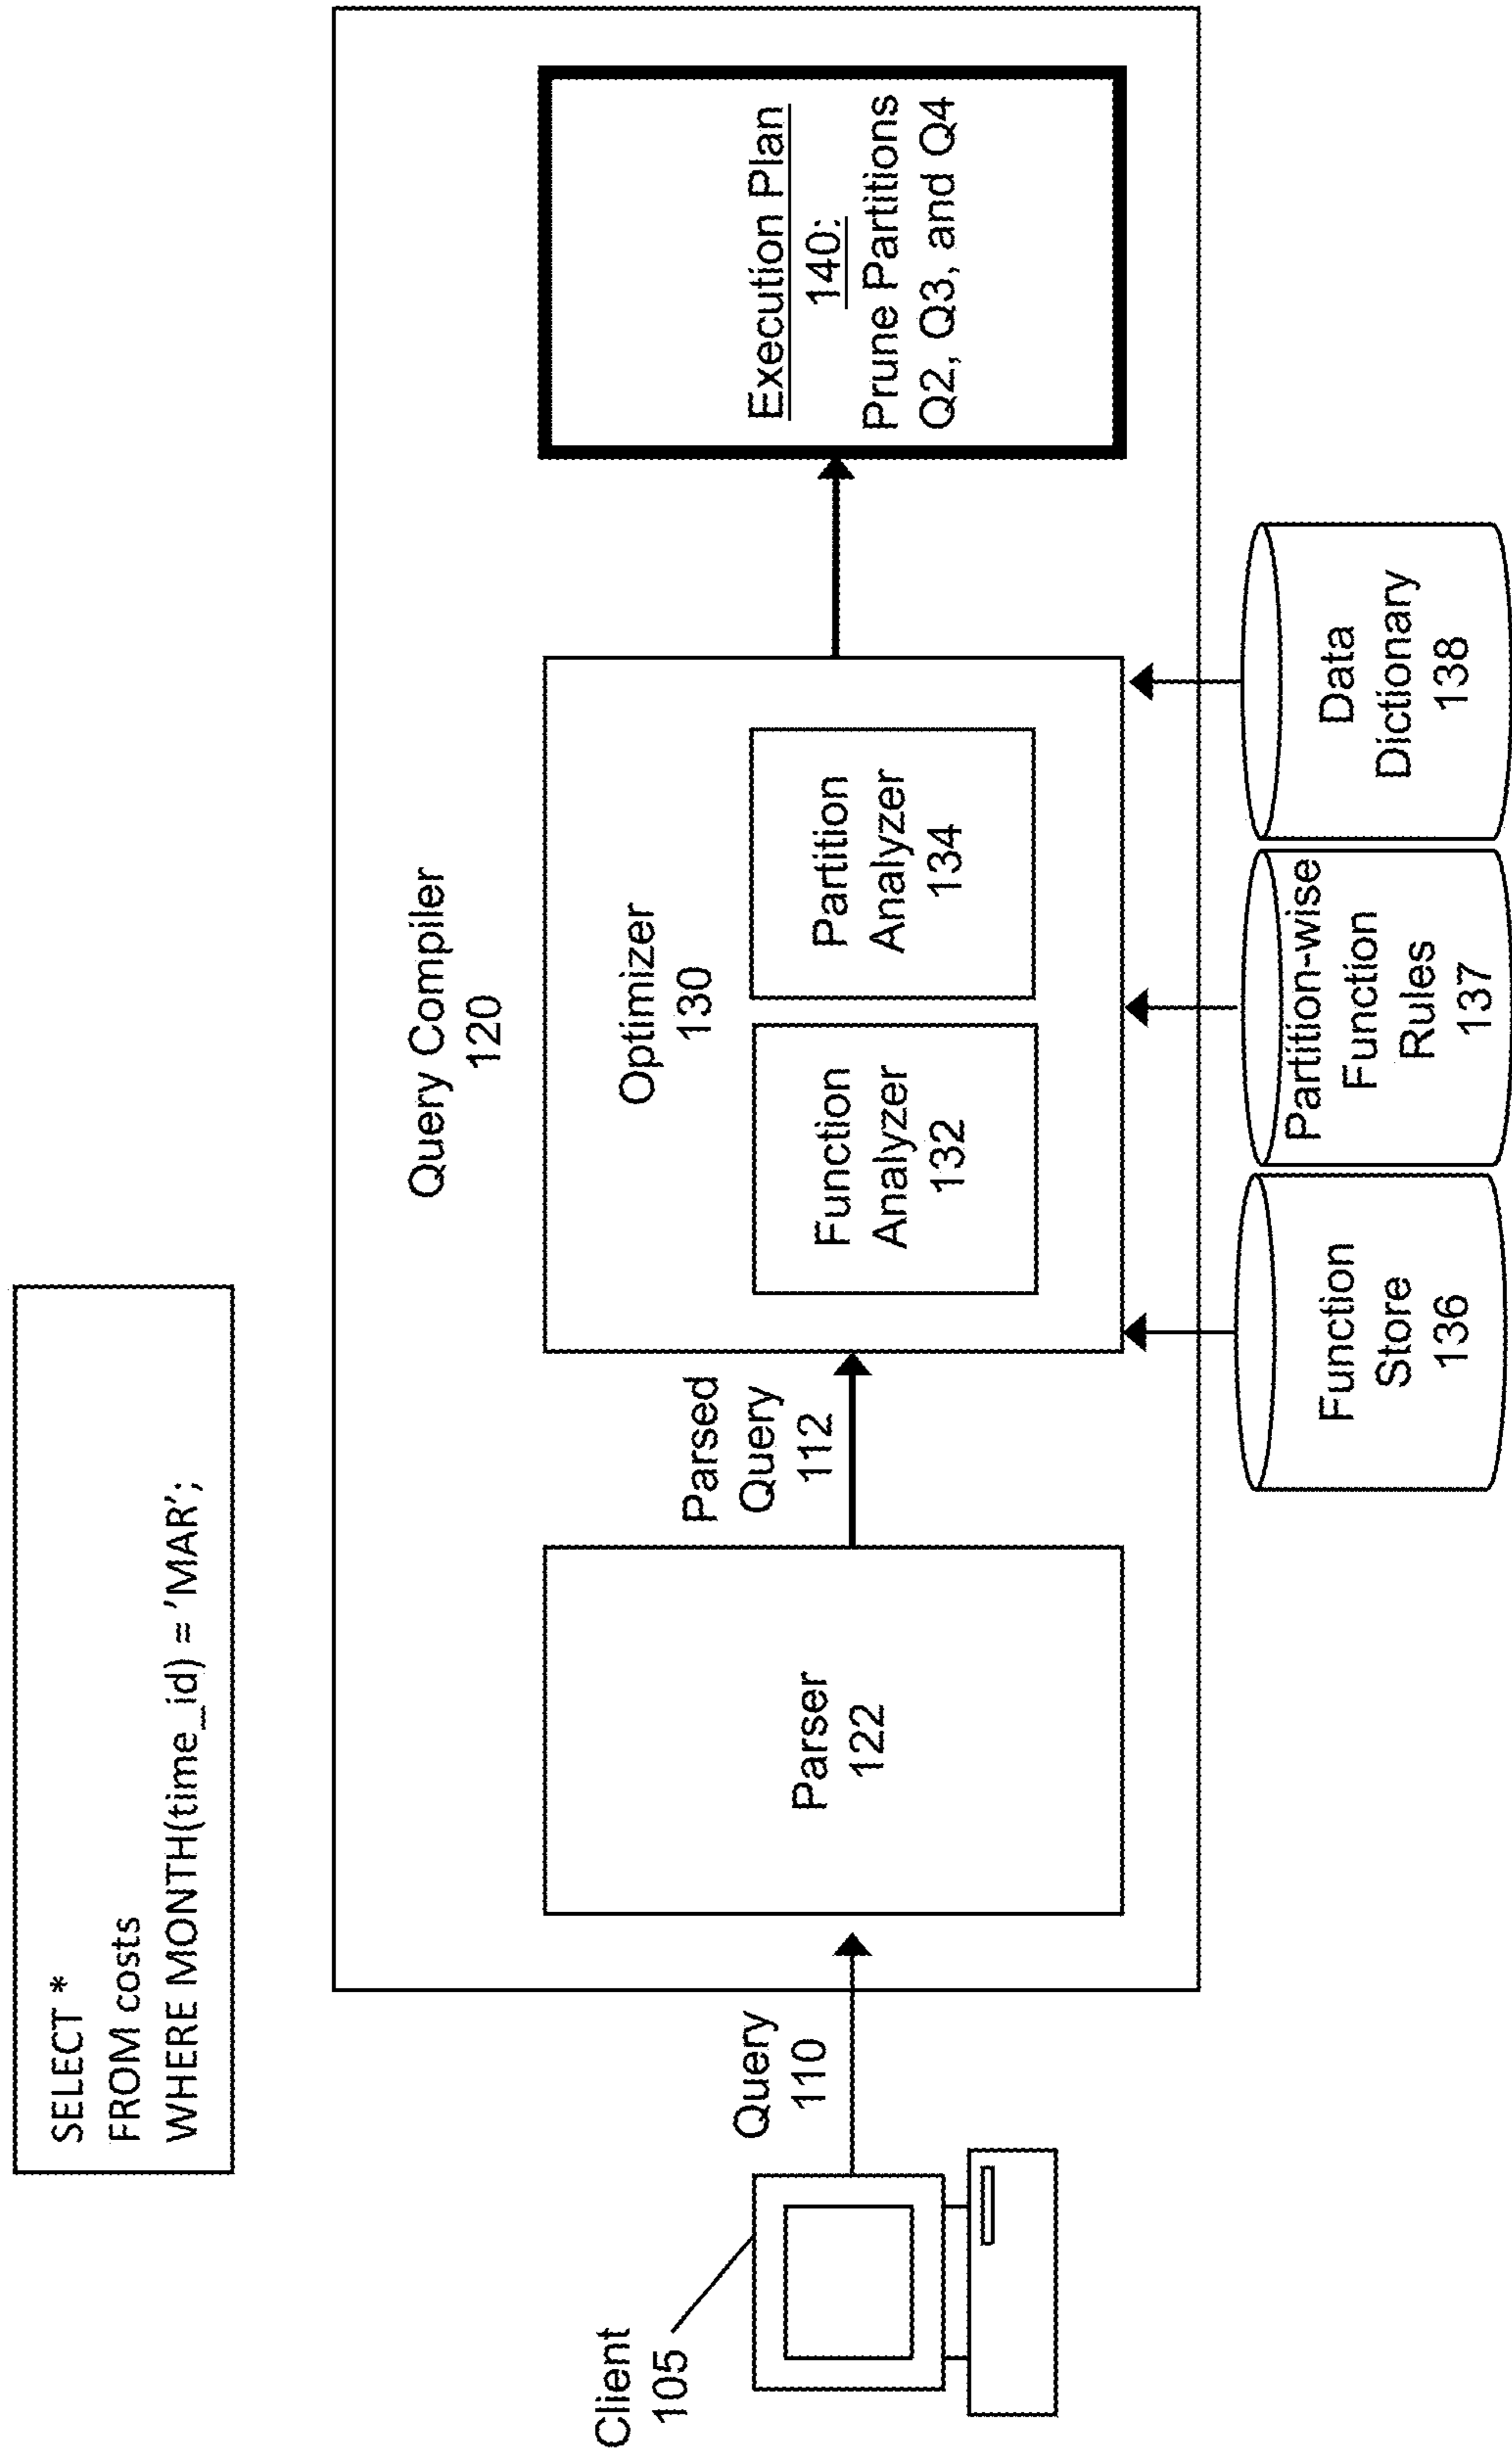 SELECT *
FROM costs
WHERE MONTH(time_id) = 'MAR';
Query Compiler
120
Client
105
Query
110
Parser
122
Parsed
Query
112
Optimizer
130
Function
Analyzer
132
Partition
Analyzer
134
Execution Plan
140:
Prune Partitions
Q2, Q3, and Q4
Function
Store
136
Partition-wise
Function
Rules
137
Data
Dictionary
138